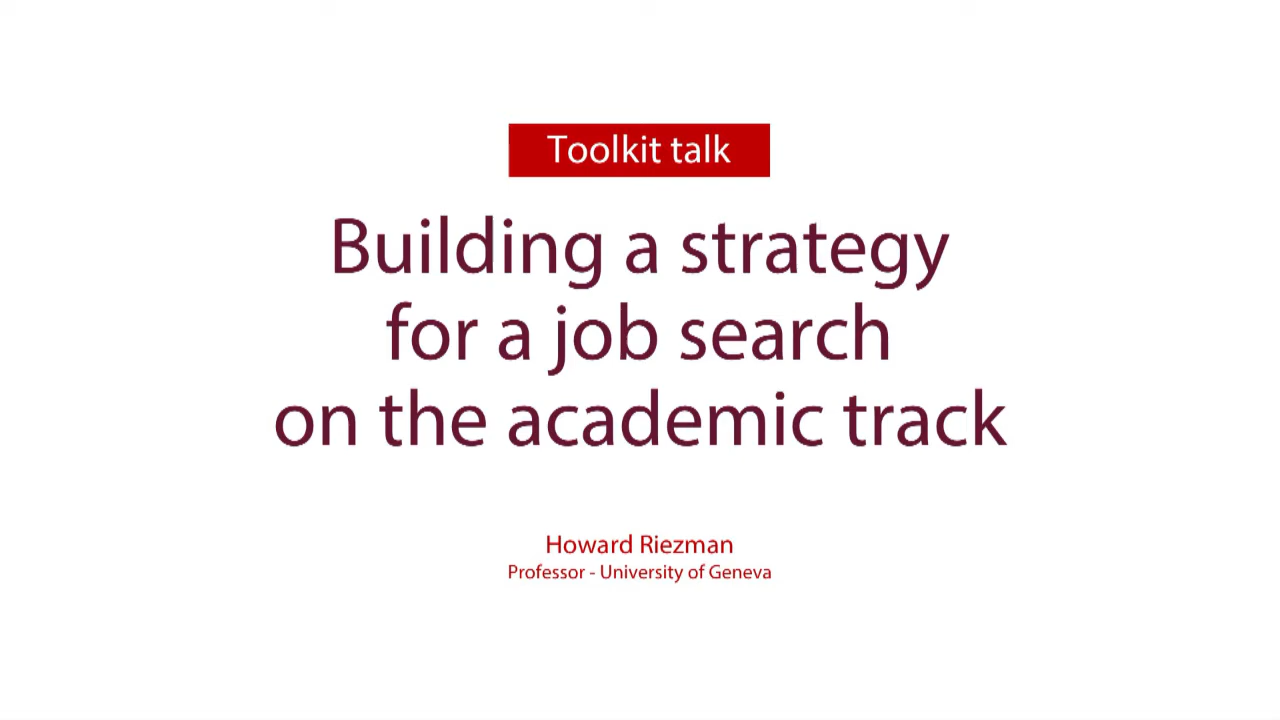 Toolkit talk
Building a strategy
for a job search
on the academic track
Howard Riezman
Professor - University of Geneva